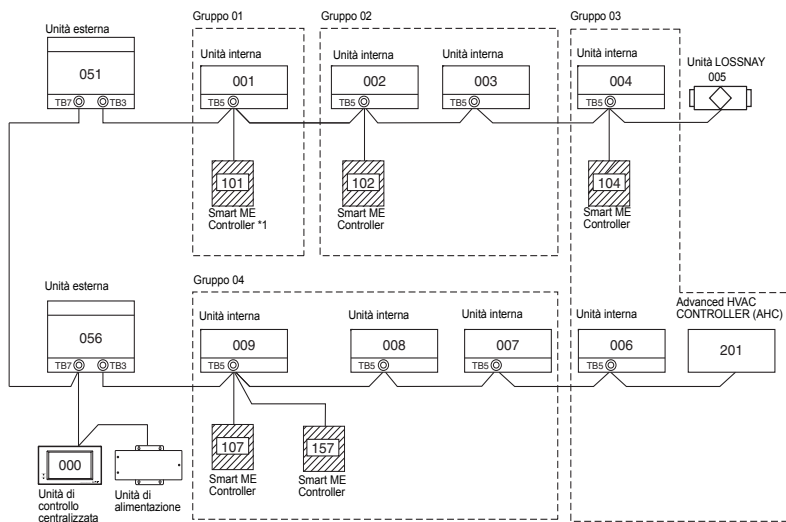 Gruppo 01
Gruppo 02
Gruppo 03
Unità esterna
051
TB7
TB3
Unità interna
001
TB5
Unità interna
002
TB5
Unità interna
003
TB5
Unità interna
004
TB5
Unità LOSSNAY
005
101
Smart ME
Controller *1
102
Smart ME
Controller
104
Smart ME
Controller
Gruppo 04
Unità esterna
056
TB7
TB3
Unità interna
009
TB5
Unità interna
008
TB5
Unità interna
007
TB5
Unità interna
006
TB5
Advanced HVAC
CONTROLLER (AHC)
201
000
Unità di
controllo
centralizzata
Unità di
alimentazione
107
Smart ME
Controller
157
Smart ME
Controller